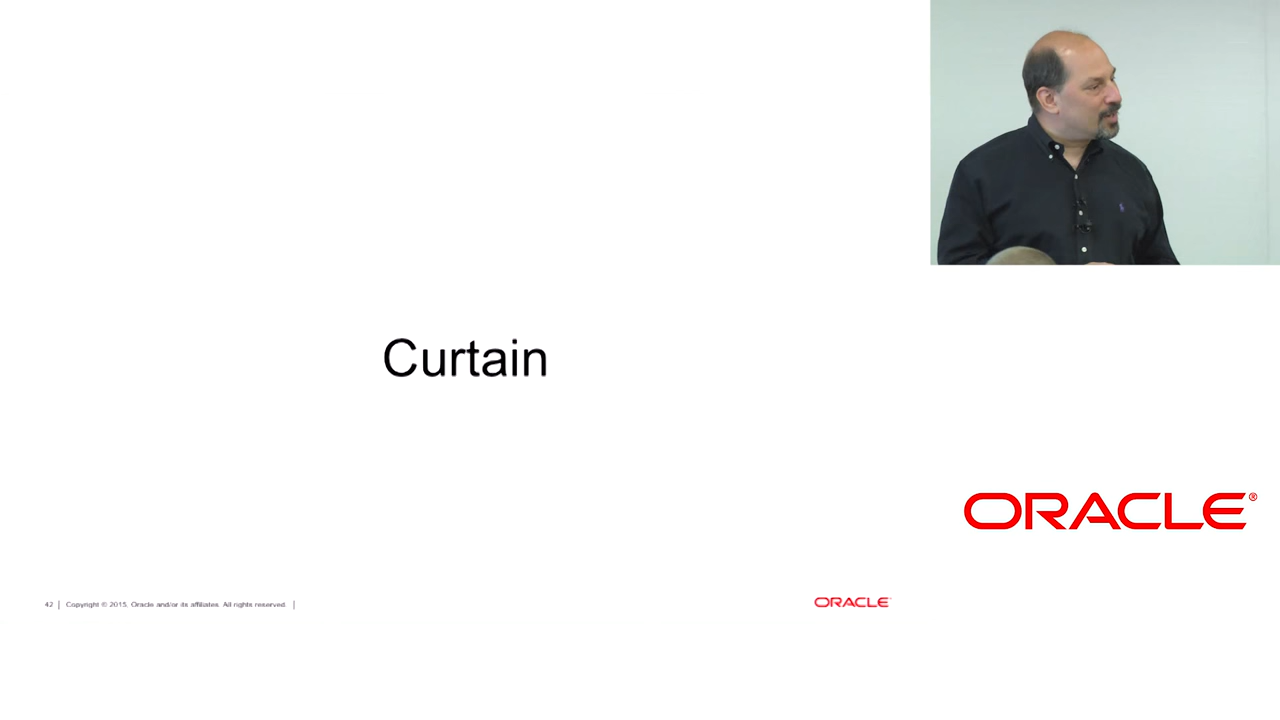 Curtain
ORACLE®
42 | Copyright © 2015, Oracle and/or its affiliates. All rights reserved. |
ORACLE